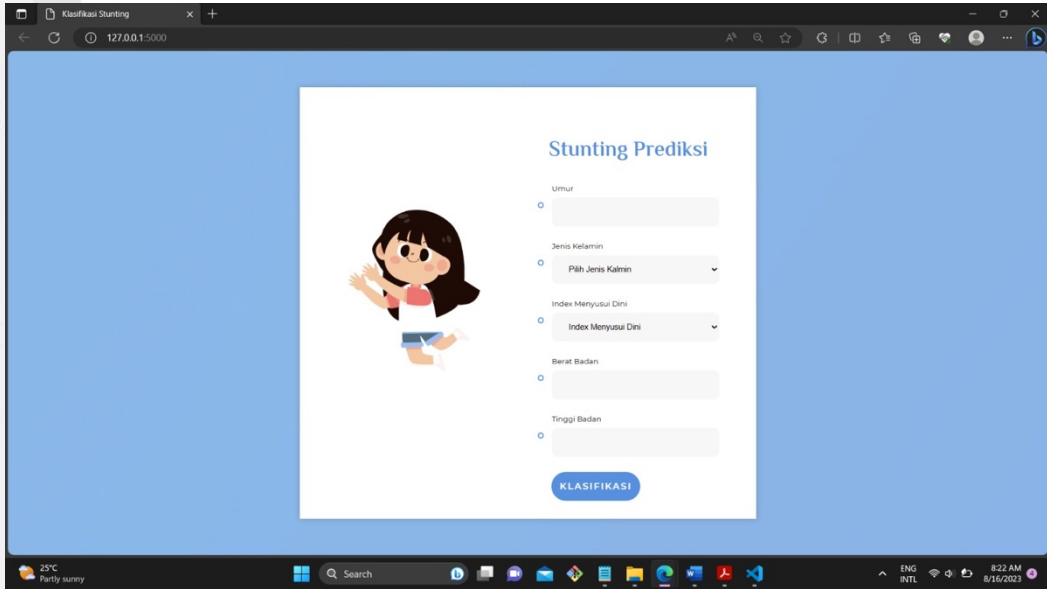 Klasifikasi Stunting
127.0.0.1:5000
Stunting Prediksi
Umur
Jenis Kelamin
Pilih Jenis Kalmin
Index Menyusui Dini
Index Menyusui Dini
Berat Badan
Tinggi Badan
KLASIFIKASI
25°C
Partly sunny
Search
ENG
INTL
8:22 AM
8/16/2023
4